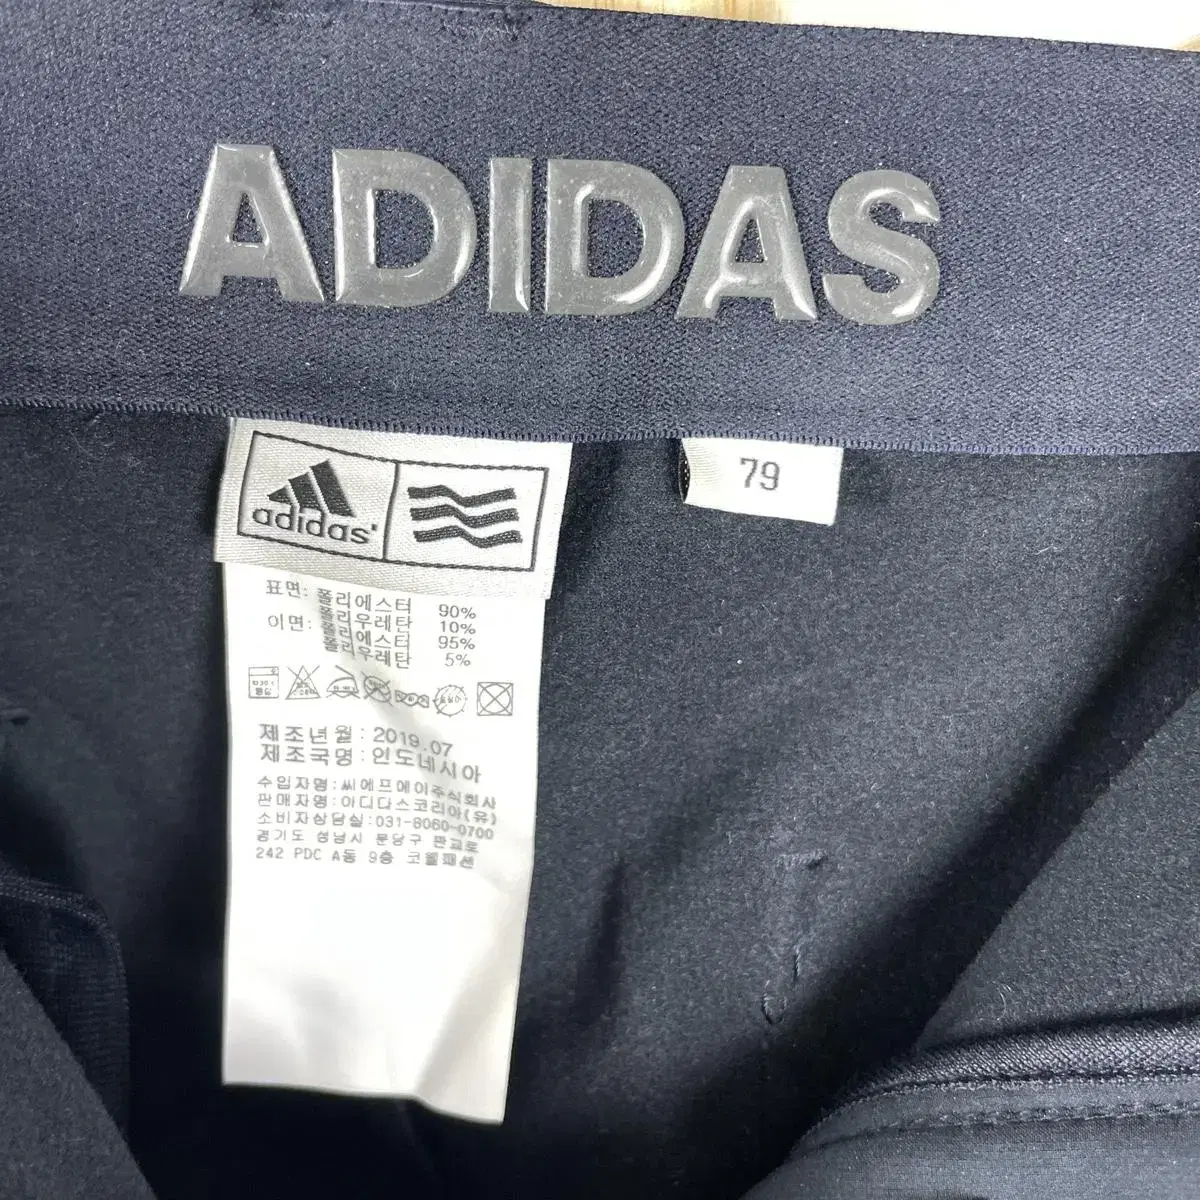 ADIDAS
adidas
79
표면: 폴리에스터 90%
폴리우레탄 10%
이면: 폴리에스터 95%
폴리우레탄 5%
제조년월 : 2019.07
제조국명 : 인도네시아
수입자명 : 씨에프에이주식회사
판매자명 : 아디다스코리아(유)
소비자상담실 : 031-8060-0700
경기도 성남시 분당구 판교로
242 PDC A동 9층 코웰패션